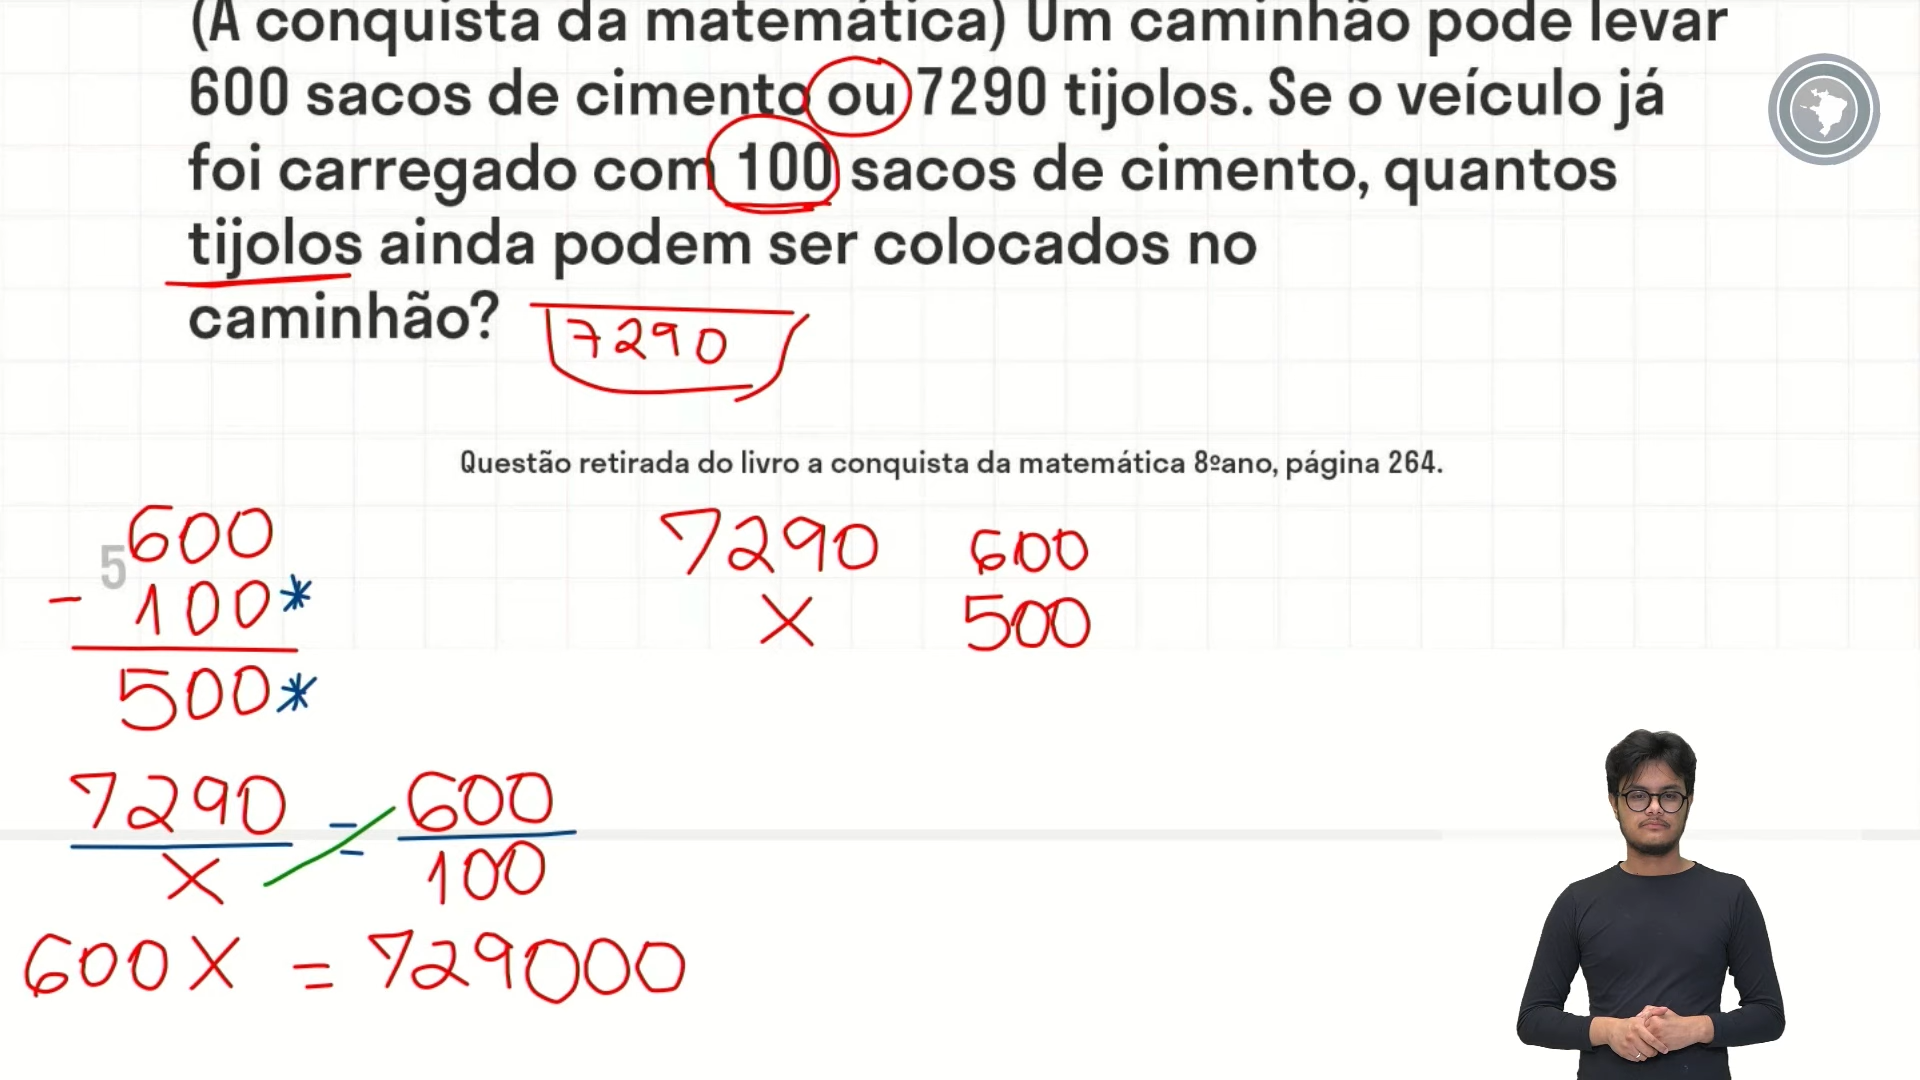 (A conquista da matemática) Um caminhão pode levar
600 sacos de cimento ou 7290 tijolos. Se o veículo já
foi carregado com 100 sacos de cimento, quantos
tijolos ainda podem ser colocados no
caminhão?
7290
Questão retirada do livro a conquista da matemática 8ºano, página 264.
5
600
- 100*
500*
7290 600
X 500
7290 = 600
X 100
600X = 729000